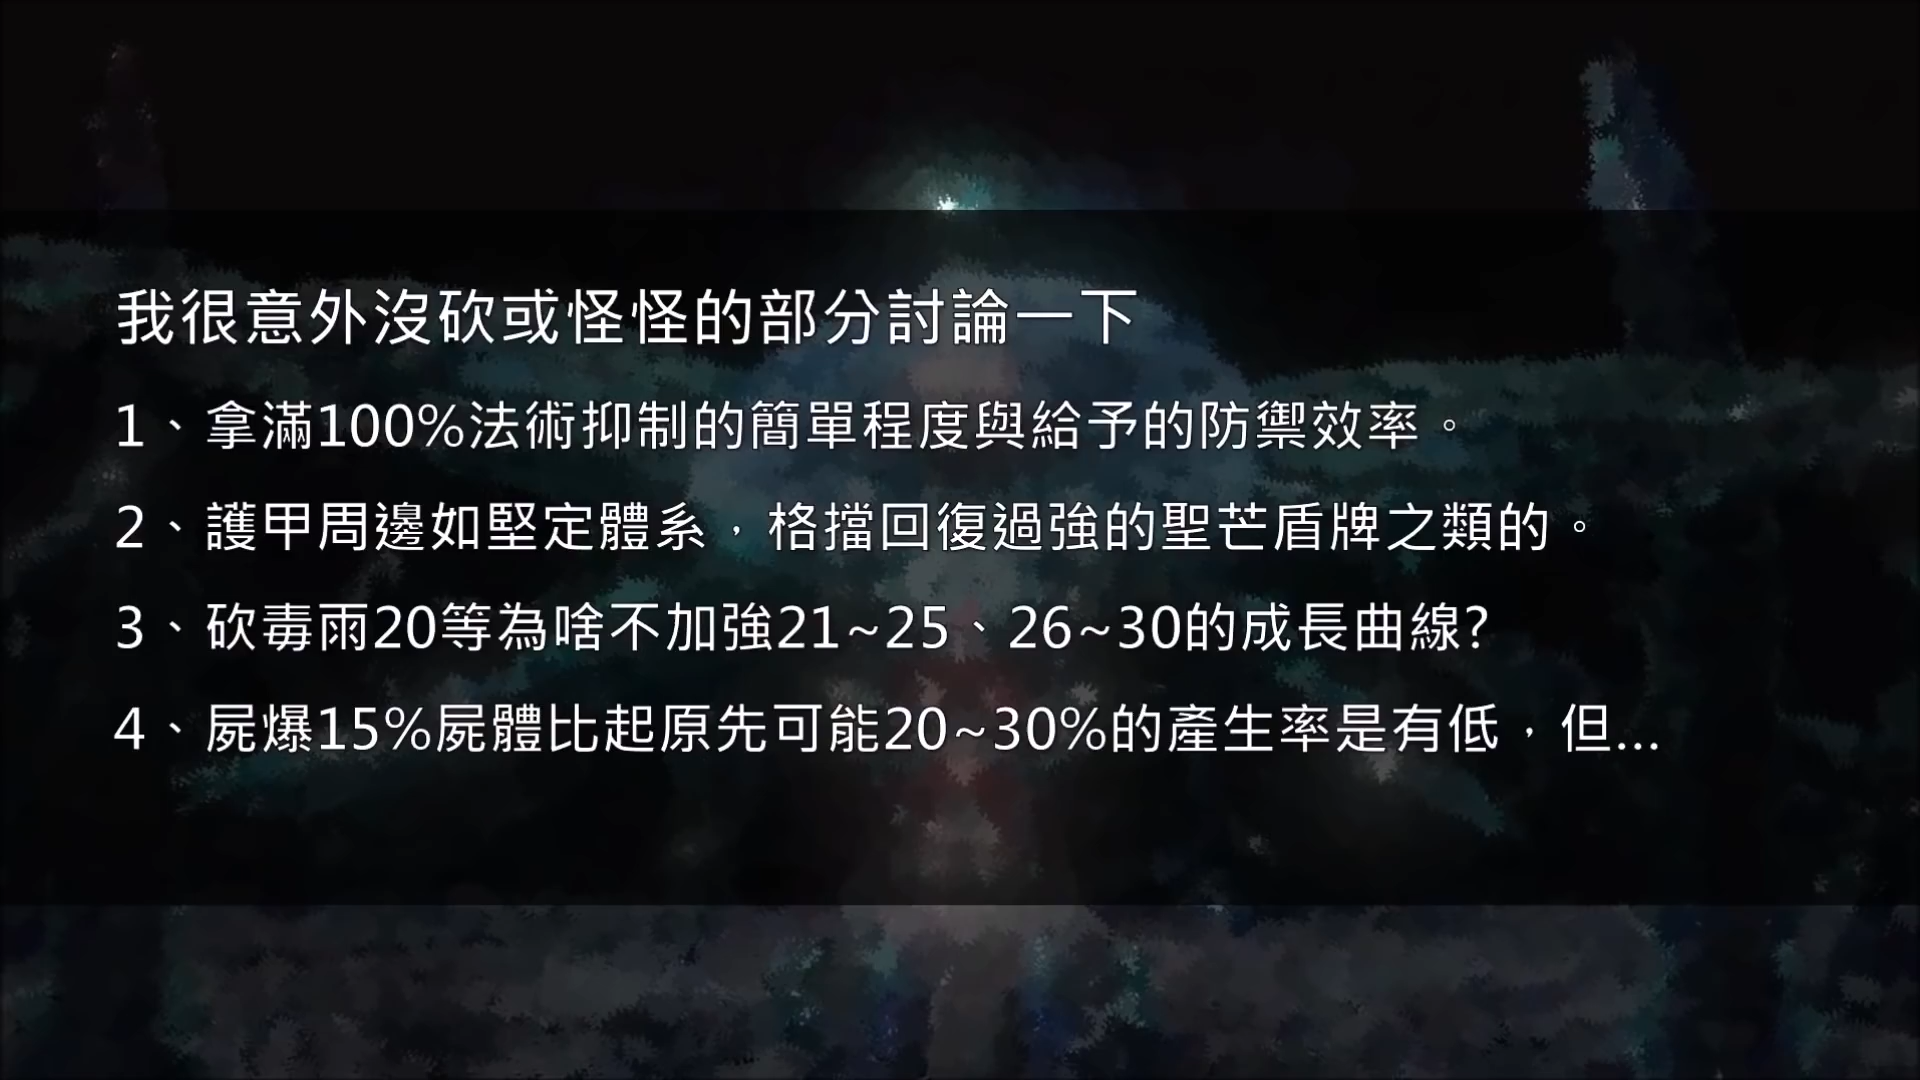 我很意外沒砍或怪怪的部分討論一下
1、拿滿100%法術抑制的簡單程度與給予的防禦效率。
2、護甲周邊如堅定體系，格擋回復過強的聖芒盾牌之類的。
3、砍毒雨20等為啥不加強21~25、26~30的成長曲線?
4、屍爆15%屍體比起原先可能20~30%的產生率是有低，但...